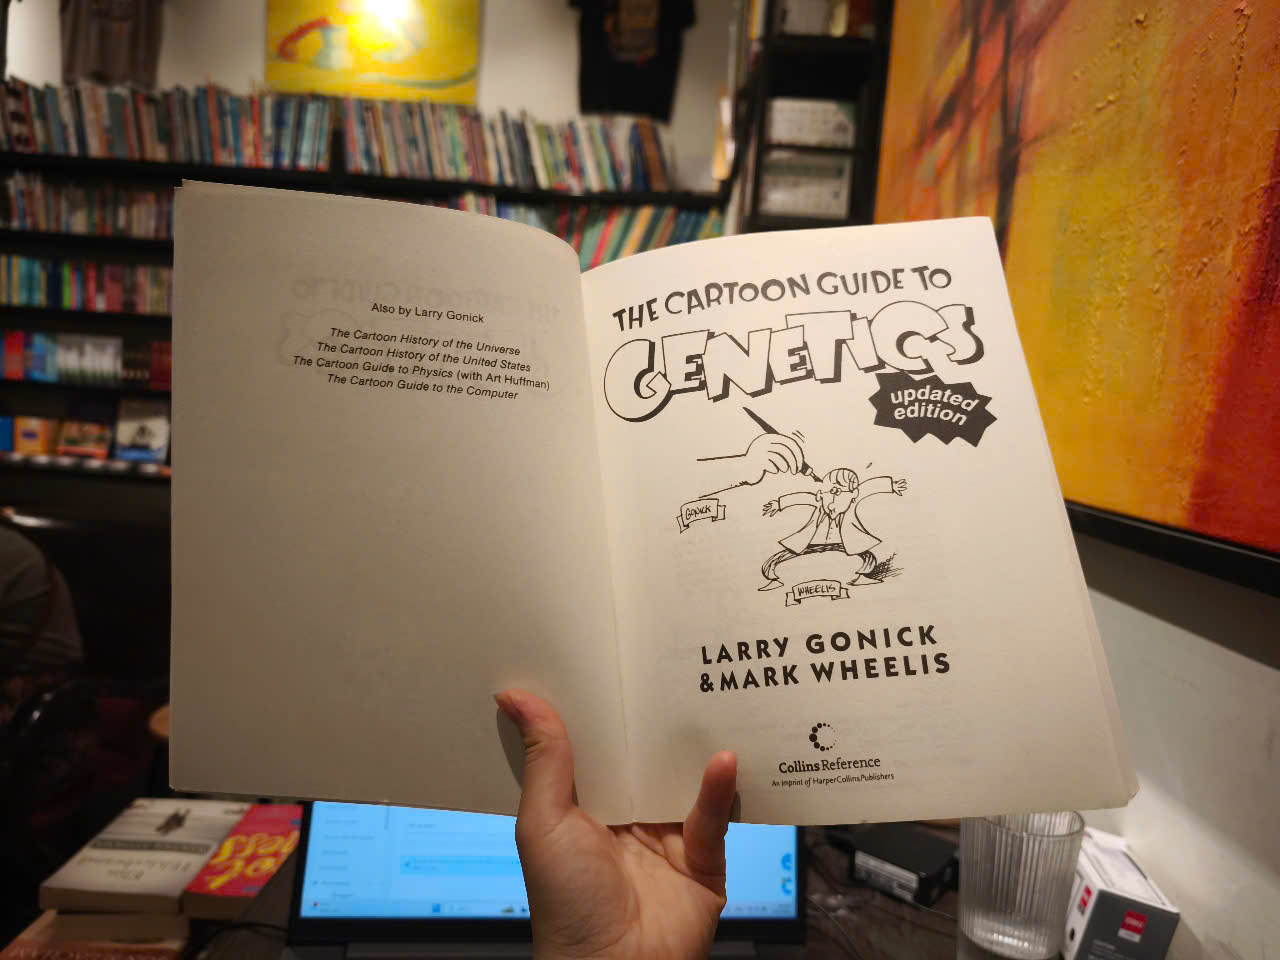 Also by Larry Gonick
The Cartoon History of the Universe
The Cartoon History of the United States
The Cartoon Guide to Physics (with Art Huffman)
The Cartoon Guide to the Computer
THE CARTOON GUIDE TO
GENETICS
updated
edition
GONICK
WHEELIS
LARRY GONICK
& MARK WHEELIS
Collins Reference
An Imprint of HarperCollinsPublishers